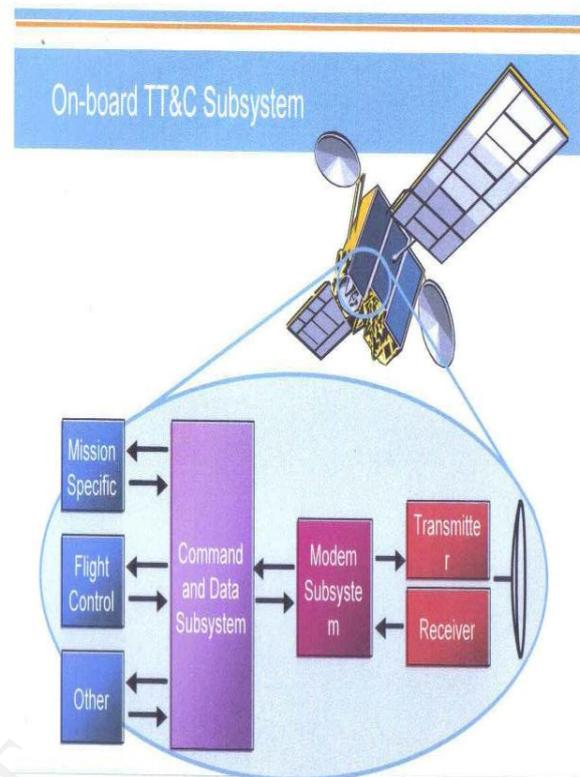 On-board TT&C Subsystem
Mission
Specific
Flight
Control
Other
Command
and Data
Subsystem
Modem
Subsyste
m
Transmitte
r
Receiver